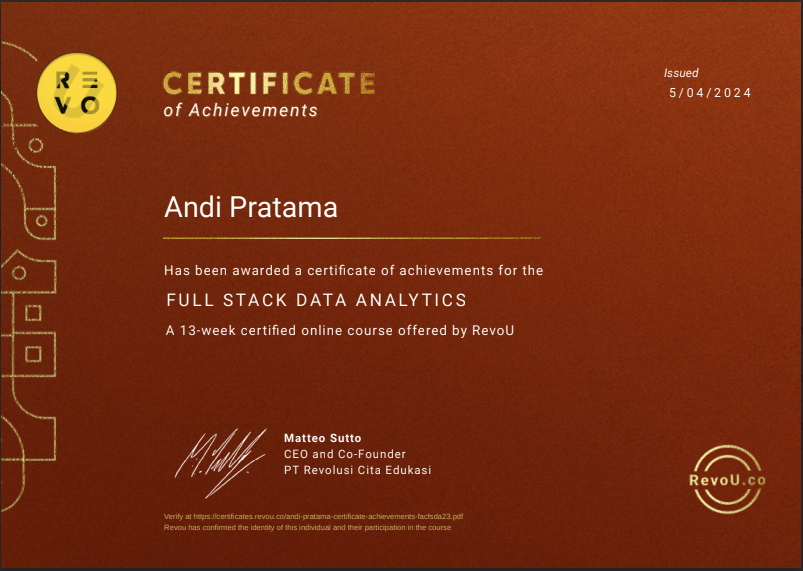 RE
VO
CERTIFICATE
of Achievements
Issued
5/04/2024
Andi Pratama
Has been awarded a certificate of achievements for the
FULL STACK DATA ANALYTICS
A 13-week certified online course offered by RevoU
Matteo Sutto
CEO and Co-Founder
PT Revolusi Cita Edukasi
RevoU.co
Verify at https://certificates.revou.co/andi-pratama-certificate-achievements-facfsda23.pdf
Revou has confirmed the identity of this individual and their participation in the course